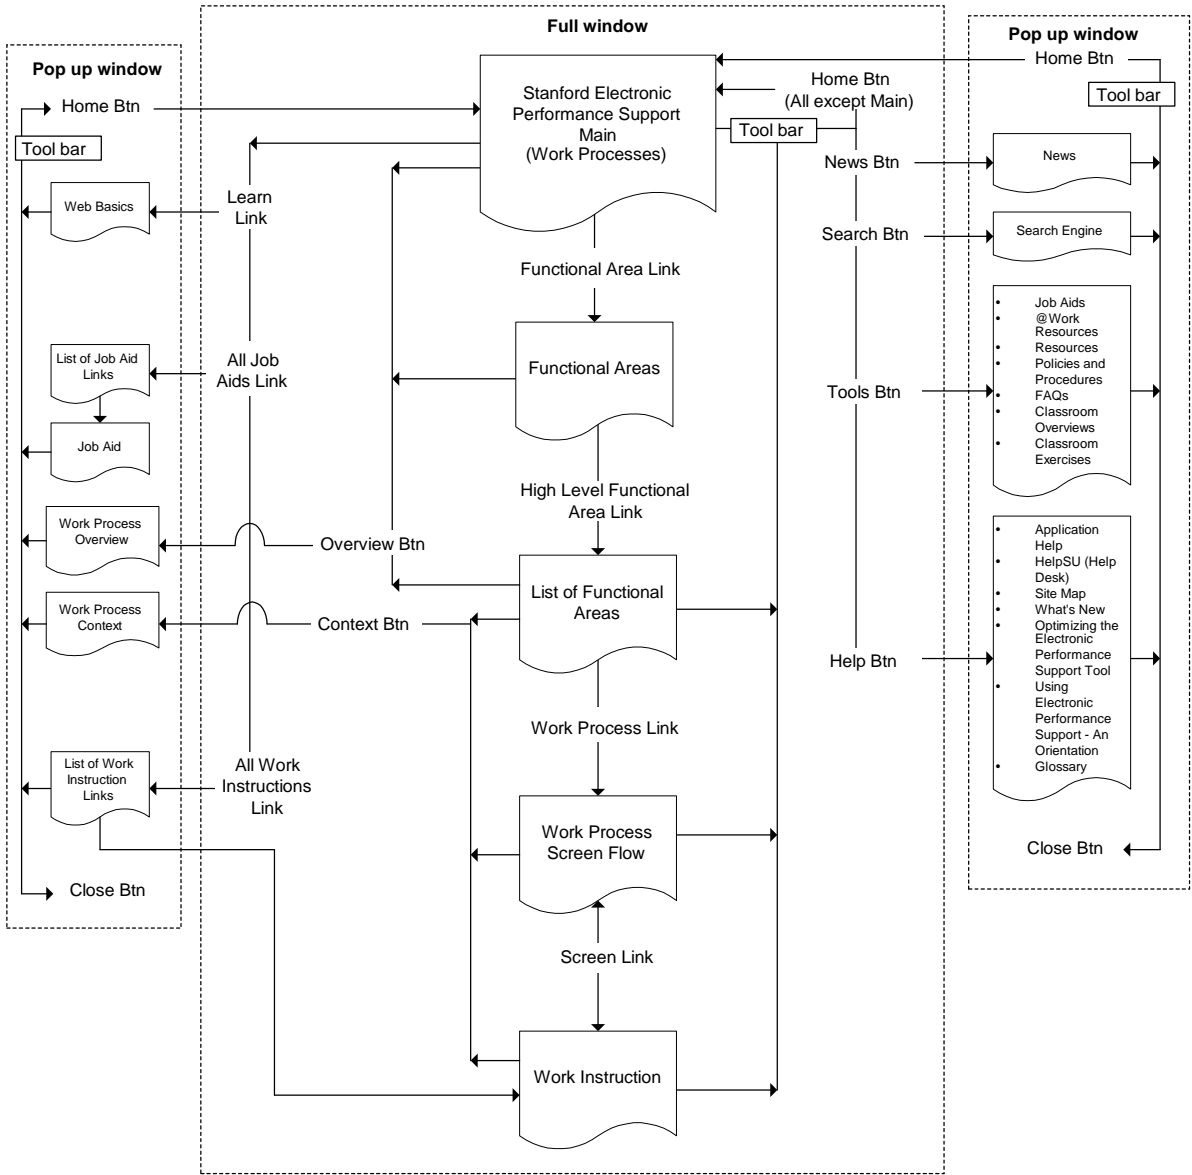 Full window
Pop up window
Home Btn
Tool bar
Web Basics
List of Job Aid
Links
Job Aid
Work Process
Overview
Work Process
Context
List of Work
Instruction
Links
Close Btn
Stanford Electronic
Performance Support
Main
(Work Processes)
Home Btn
(All except Main)
Tool bar
Learn
Link
Functional Area Link
Functional Areas
All Job
Aids Link
High Level Functional
Area Link
Overview Btn
List of Functional
Areas
Context Btn
Work Process Link
All Work
Instructions
Link
Work Process
Screen Flow
Screen Link
Work Instruction
News Btn
Search Btn
Tools Btn
Help Btn
Pop up window
Home Btn
Tool bar
News
Search Engine
• Job Aids
• @Work
Resources
• Resources
• Policies and
Procedures
• FAQs
• Classroom
Overviews
• Classroom
Exercises
• Application
Help
• HelpSU (Help
Desk)
• Site Map
• What's New
• Optimizing the
Electronic
Performance
Support Tool
• Using
Electronic
Performance
Support - An
Orientation
• Glossary
Close Btn